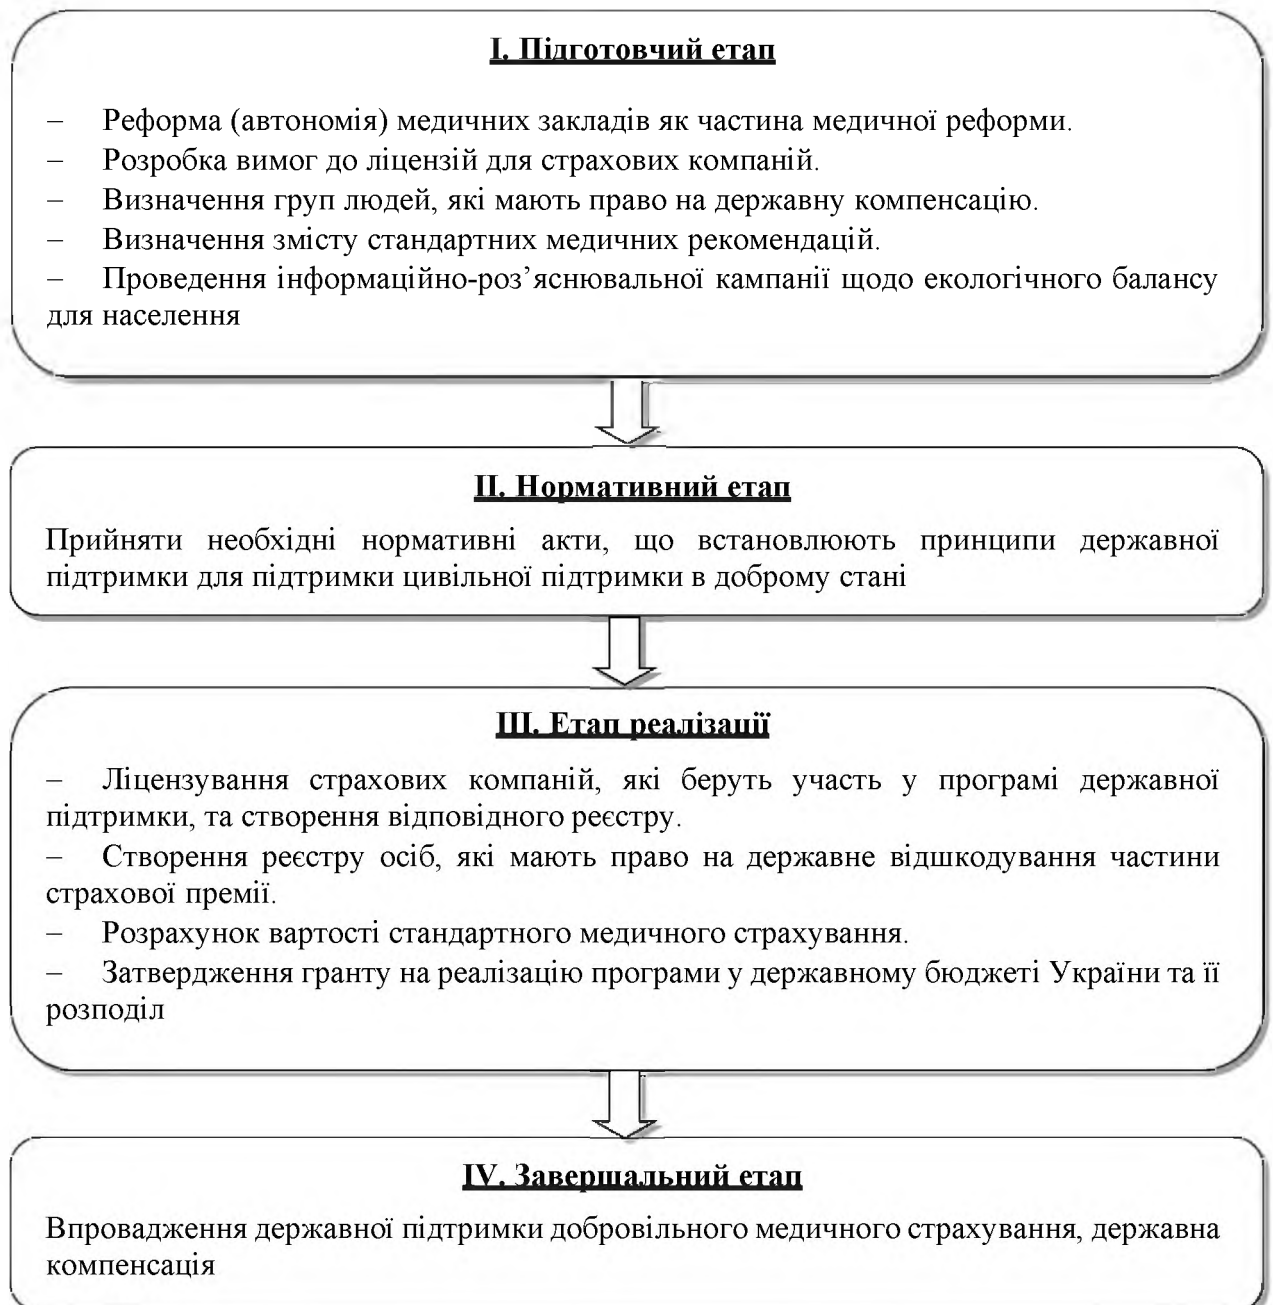 І. Підготовчий етап
– Реформа (автономія) медичних закладів як частина медичної реформи.
– Розробка вимог до ліцензій для страхових компаній.
– Визначення груп людей, які мають право на державну компенсацію.
– Визначення змісту стандартних медичних рекомендацій.
– Проведення інформаційно-роз’яснювальної кампанії щодо екологічного балансу
для населення
ІІ. Нормативний етап
Прийняти необхідні нормативні акти, що встановлюють принципи державної
підтримки для підтримки цивільної підтримки в доброму стані
ІІІ. Етап реалізації
– Ліцензування страхових компаній, які беруть участь у програмі державної
підтримки, та створення відповідного реєстру.
– Створення реєстру осіб, які мають право на державне відшкодування частини
страхової премії.
– Розрахунок вартості стандартного медичного страхування.
– Затвердження гранту на реалізацію програми у державному бюджеті України та її
розподіл
IV. Завершальний етап
Впровадження державної підтримки добровільного медичного страхування, державна
компенсація